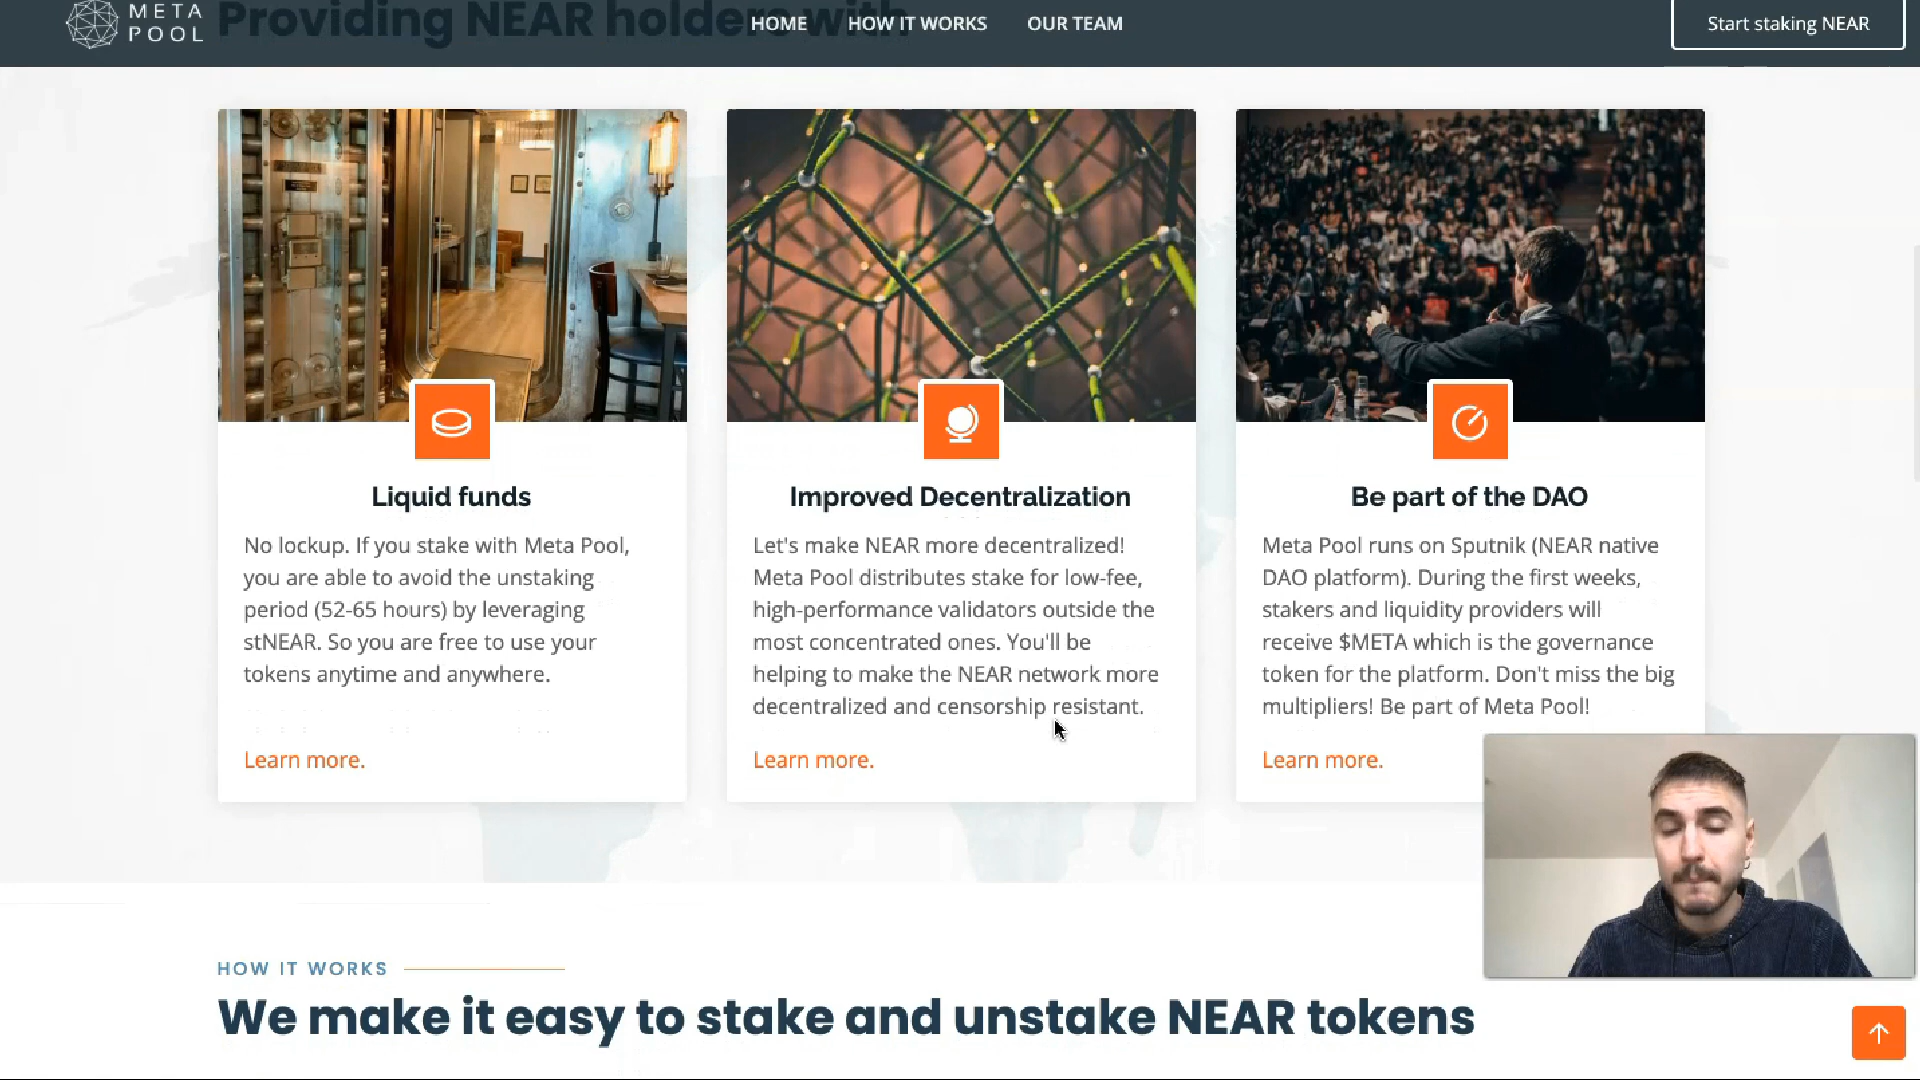 META
POOL
Providing NEAR holders with
HOME
HOW IT WORKS
OUR TEAM
Start staking NEAR
Liquid funds
No lockup. If you stake with Meta Pool,
you are able to avoid the unstaking
period (52-65 hours) by leveraging
stNEAR. So you are free to use your
tokens anytime and anywhere.
Learn more.
Improved Decentralization
Let's make NEAR more decentralized!
Meta Pool distributes stake for low-fee,
high-performance validators outside the
most concentrated ones. You'll be
helping to make the NEAR network more
decentralized and censorship resistant.
Learn more.
Be part of the DAO
Meta Pool runs on Sputnik (NEAR native
DAO platform). During the first weeks,
stakers and liquidity providers will
receive $META which is the governance
token for the platform. Don't miss the big
multipliers! Be part of Meta Pool!
Learn more.
HOW IT WORKS
We make it easy to stake and unstake NEAR tokens